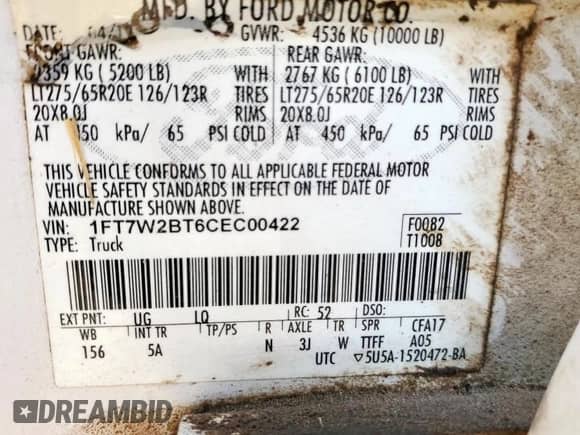 MFD. BY FORD MOTOR CO.
DATE: GVWR: 4536 KG (10000 LB)
FRONT GAWR: REAR GAWR:
2359 KG ( 5200 LB) WITH 2767 KG ( 6100 LB) WITH
LT275/65R20E 126/123R TIRES LT275/65R20E 126/123R TIRES
20X8.0J RIMS 20X8.0J RIMS
AT 450 kPa/ 65 PSI COLD AT 450 kPa/ 65 PSI COLD
THIS VEHICLE CONFORMS TO ALL APPLICABLE FEDERAL MOTOR
VEHICLE SAFETY STANDARDS IN EFFECT ON THE DATE OF
MANUFACTURE SHOWN ABOVE.
VIN: 1FT7W2BT6CEC00422 F0082
TYPE: Truck T1008
EXT PNT: UG LQ RC: 52 DSO:
WB INT TR TP/PS R AXLE TR SPR CFA17
156 5A N 3J W TTFF A05
UTC ▽5U5A-1520472-BA
DREAMBID